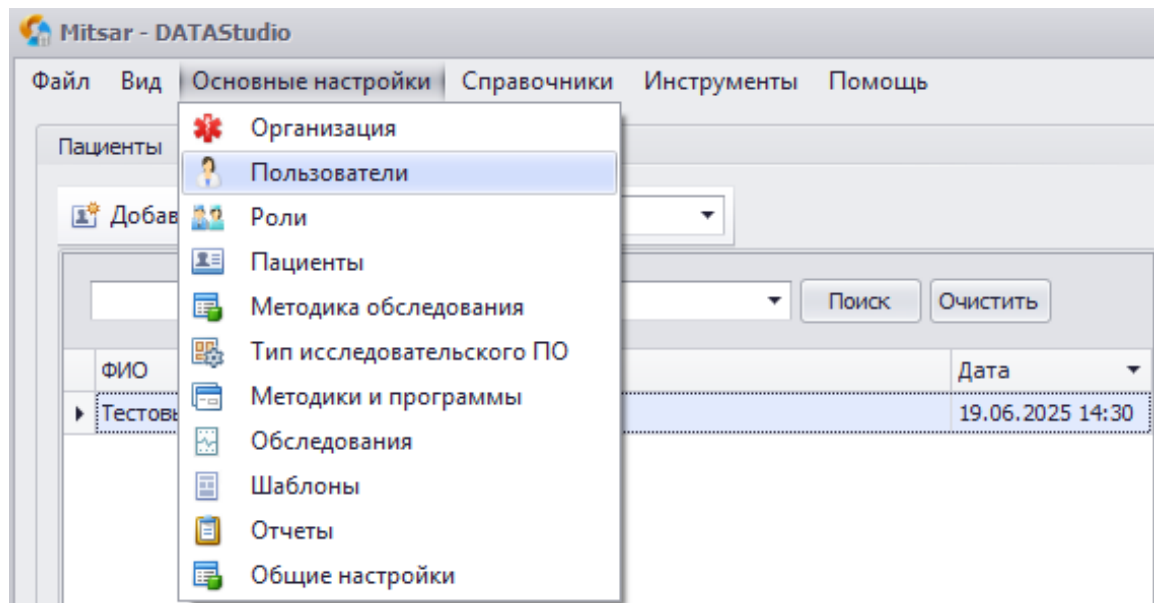 Mitsar - DATAStudio
Файл Вид Основные настройки Справочники Инструменты Помощь
Организация
Пациенты
Пользователи
Добав
Роли
Пациенты
Методика обследования
Поиск Очистить
Тип исследовательского ПО
ФИО Дата
Методики и программы
Тестовы 19.06.2025 14:30
Обследования
Шаблоны
Отчеты
Общие настройки